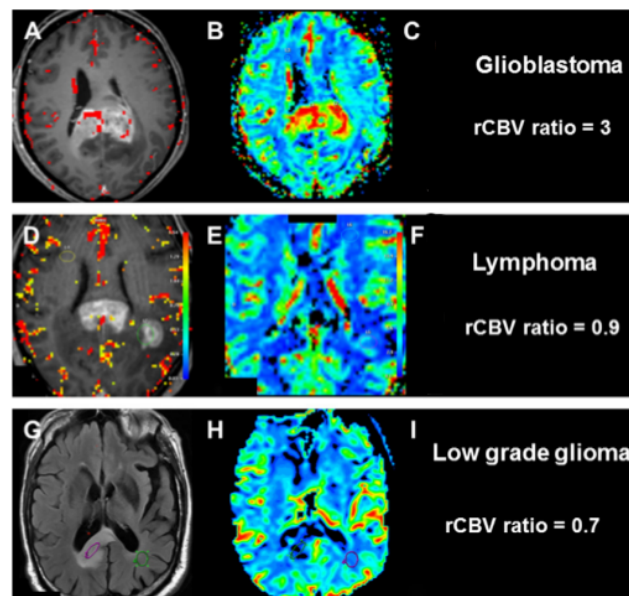 A
B
C
Glioblastoma
rCBV ratio = 3
D
E
F
Lymphoma
rCBV ratio = 0.9
G
H
I
Low grade glioma
rCBV ratio = 0.7